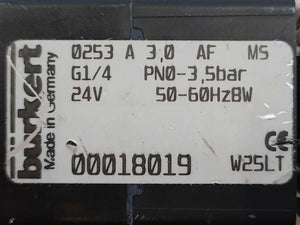 bürkert
Made in Germany
0253 A 3,0 AF MS
G1/4 PN0-3,5bar
24V 50-60Hz8W
00018019
CE
W25LT